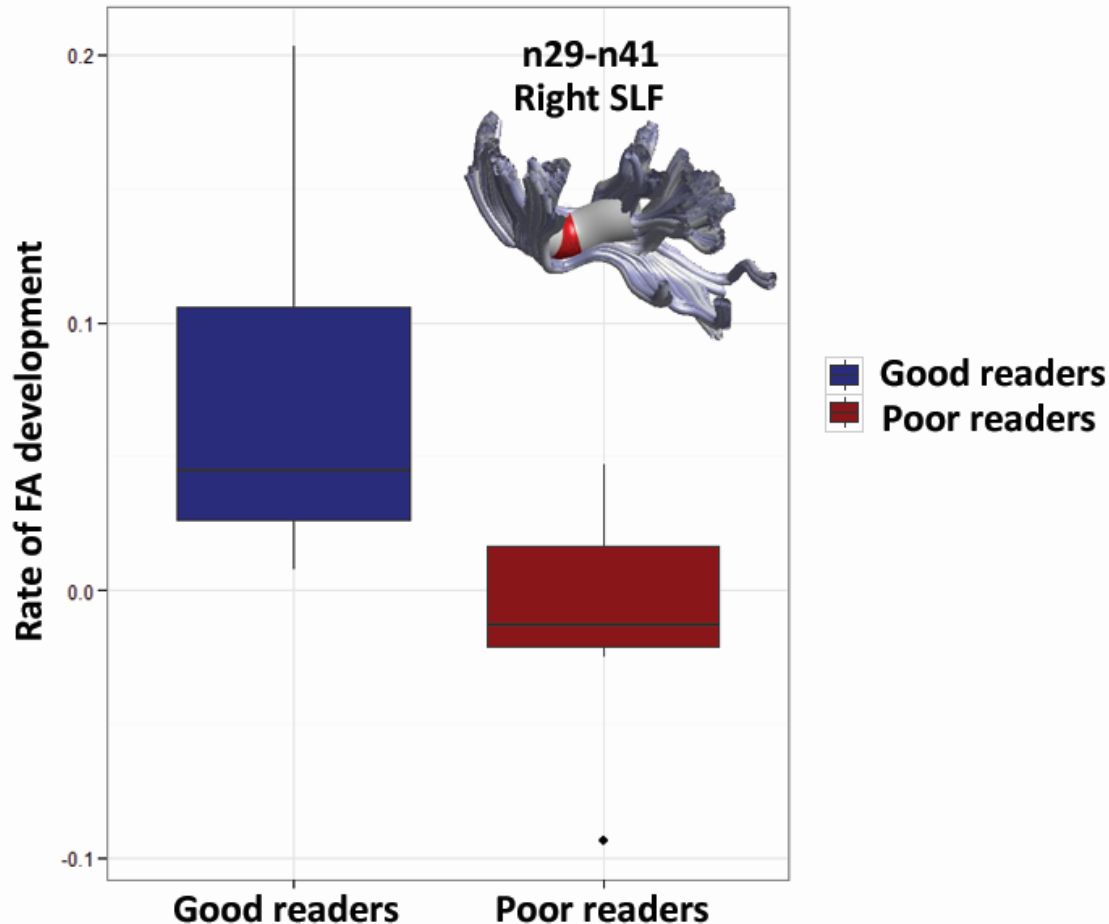 n29-n41
Right SLF
Rate of FA development
0.2
0.1
0.0
-0.1
Good readers
Poor readers
Good readers
Poor readers